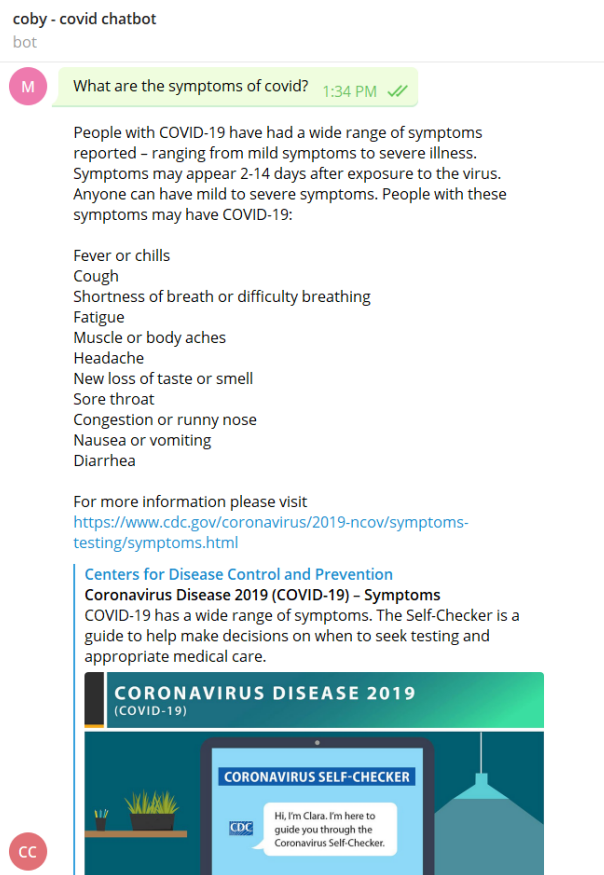 coby - covid chatbot
bot
M
What are the symptoms of covid? 1:34 PM
People with COVID-19 have had a wide range of symptoms
reported – ranging from mild symptoms to severe illness.
Symptoms may appear 2-14 days after exposure to the virus.
Anyone can have mild to severe symptoms. People with these
symptoms may have COVID-19:
Fever or chills
Cough
Shortness of breath or difficulty breathing
Fatigue
Muscle or body aches
Headache
New loss of taste or smell
Sore throat
Congestion or runny nose
Nausea or vomiting
Diarrhea
For more information please visit
https://www.cdc.gov/coronavirus/2019-ncov/symptoms-
testing/symptoms.html
Centers for Disease Control and Prevention
Coronavirus Disease 2019 (COVID-19) – Symptoms
COVID-19 has a wide range of symptoms. The Self-Checker is a
guide to help make decisions on when to seek testing and
appropriate medical care.
CORONAVIRUS DISEASE 2019
(COVID-19)
CORONAVIRUS SELF-CHECKER
CDC
Hi, I'm Clara. I'm here to
guide you through the
Coronavirus Self-Checker.
CC